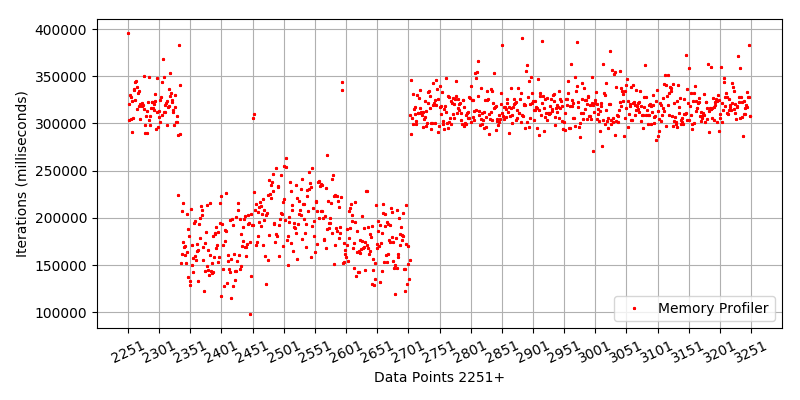 400000
350000
300000
250000
200000
150000
100000
Iterations (milliseconds)
Memory Profiler
2251 2301 2351 2401 2451 2501 2551 2601 2651 2701 2751 2801 2851 2901 2951 3001 3051 3101 3151 3201 3251
Data Points 2251+